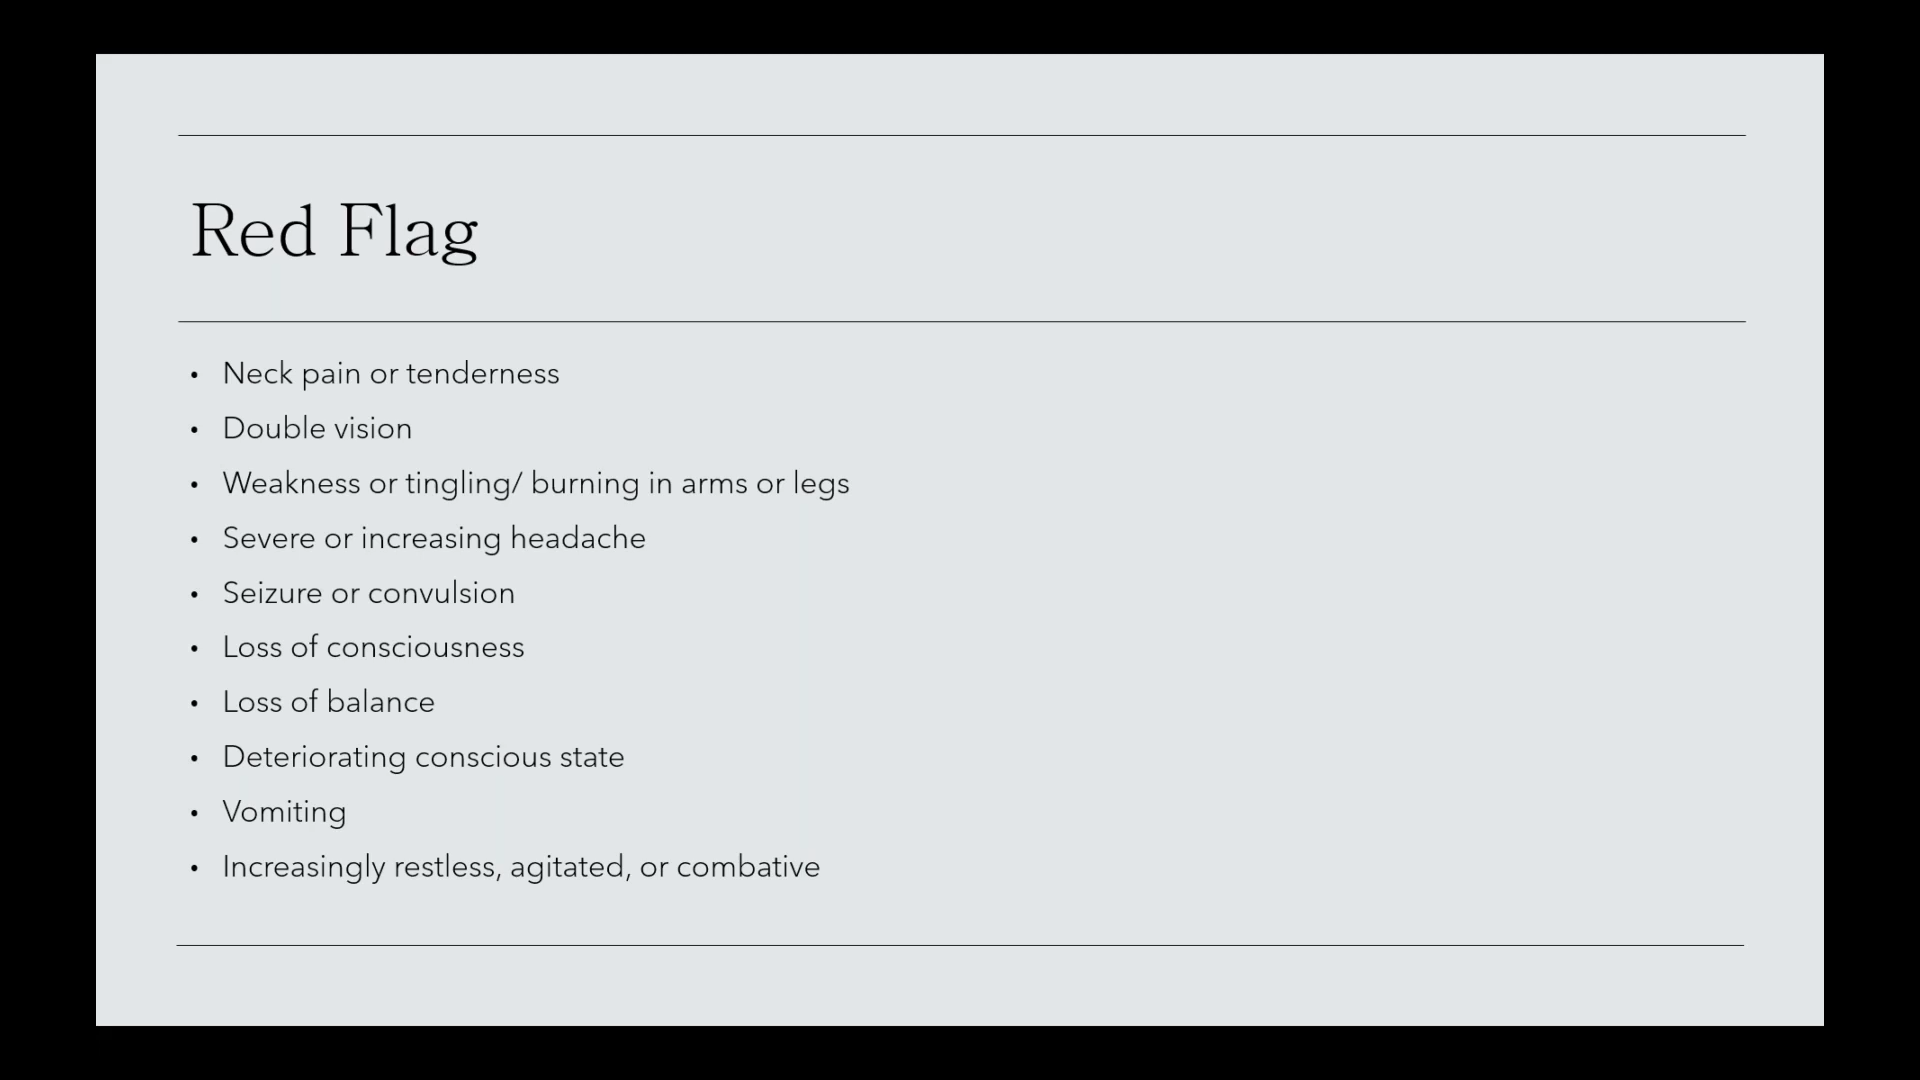 Red Flag
• Neck pain or tenderness
• Double vision
• Weakness or tingling/ burning in arms or legs
• Severe or increasing headache
• Seizure or convulsion
• Loss of consciousness
• Loss of balance
• Deteriorating conscious state
• Vomiting
• Increasingly restless, agitated, or combative